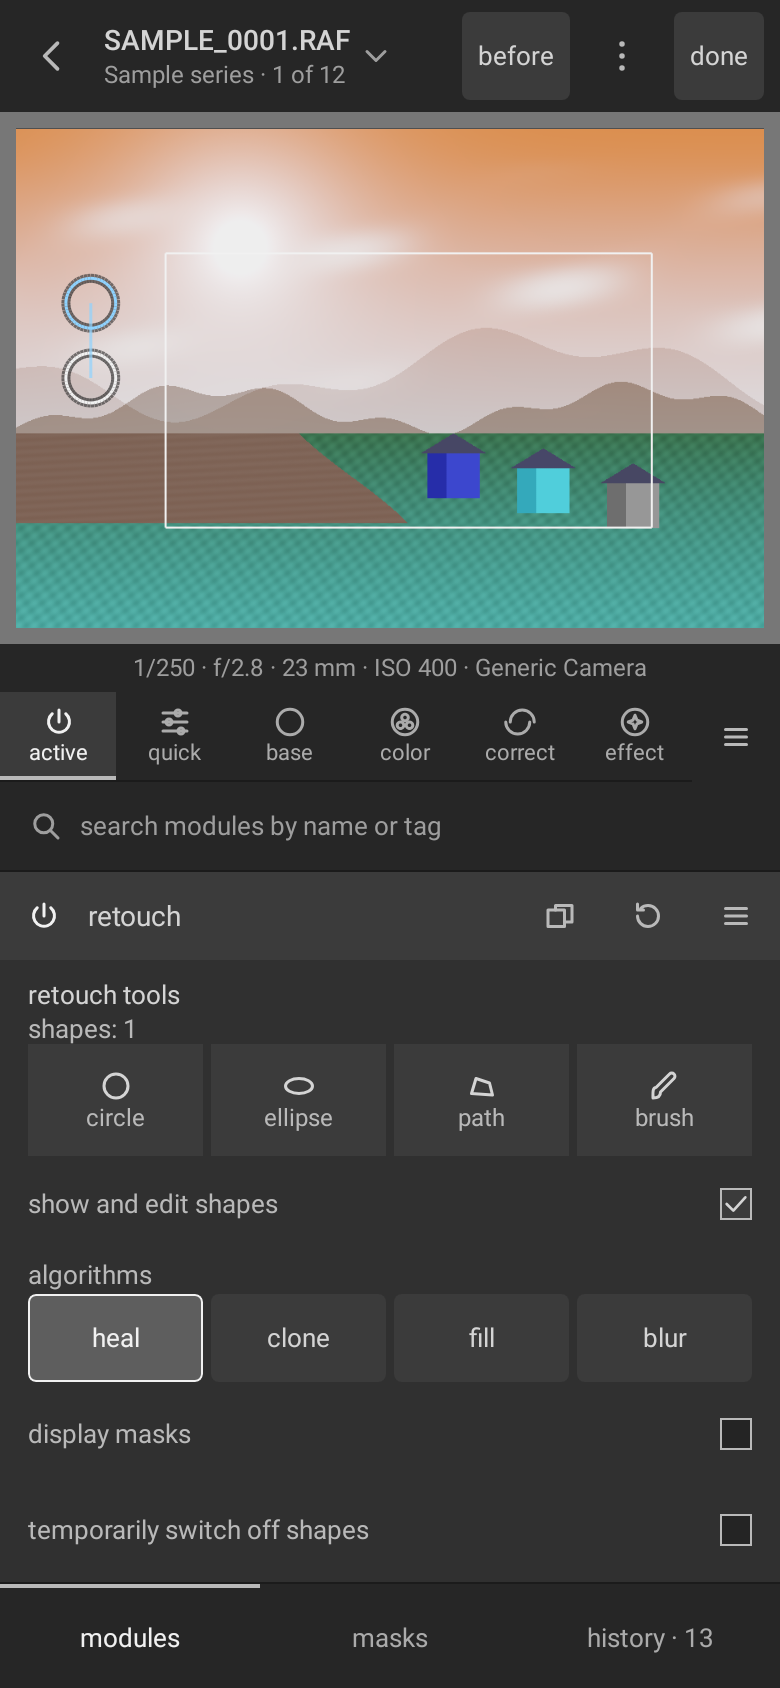 SAMPLE_0001.RAF
Sample series · 1 of 12
before
done
1/250 · f/2.8 · 23 mm · ISO 400 · Generic Camera
active
quick
base
color
correct
effect
search modules by name or tag
retouch
retouch tools
shapes: 1
circle
ellipse
path
brush
show and edit shapes
algorithms
heal
clone
fill
blur
display masks
temporarily switch off shapes
modules
masks
history · 13